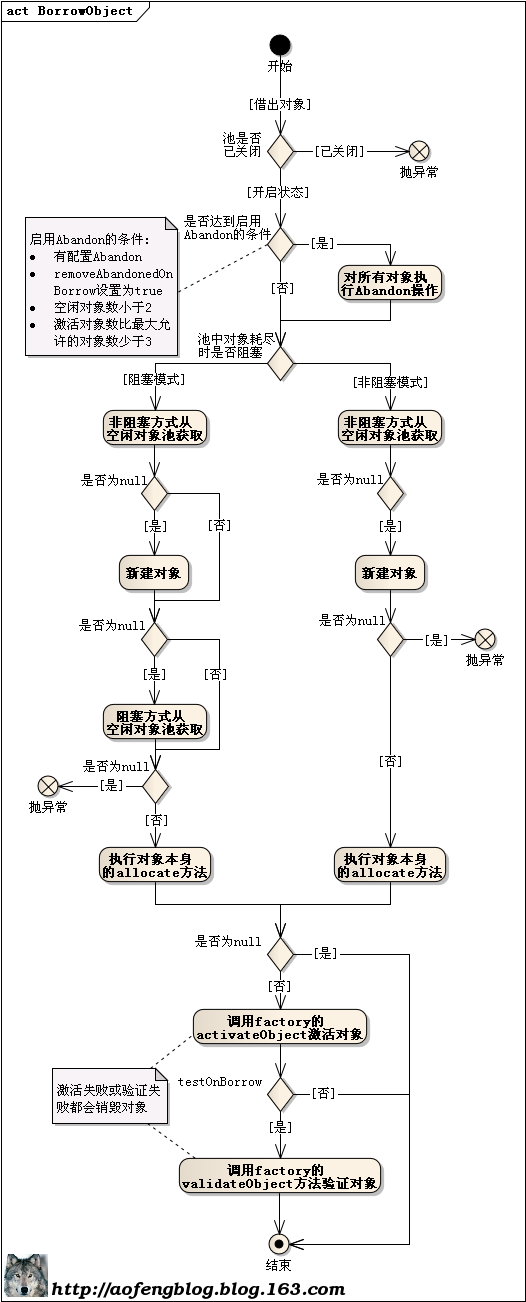 act BorrowObject
开始
[借出对象]
池是否
已关闭
[已关闭]
抛异常
[开启状态]
是否达到启用
Abandon的条件
[是]
启用Abandon的条件:
● 有配置Abandon
● removeAbandonedOn
Borrow设置为true
● 空闲对象数小于2
● 激活对象数比最大允
许的对象数少于3
对所有对象执
行Abandon操作
[否]
池中对象耗尽
时是否阻塞
[阻塞模式]
[非阻塞模式]
非阻塞方式从
空闲对象池获取
非阻塞方式从
空闲对象池获取
是否为null
是否为null
[是]
[否]
[是]
新建对象
新建对象
是否为null
是否为null
[是]
抛异常
[是]
[否]
阻塞方式从
空闲对象池获取
[否]
是否为null
[是]
抛异常
[否]
执行对象本身
的allocate方法
执行对象本身
的allocate方法
是否为null
[是]
[否]
调用factory的
activateObject激活对象
激活失败或验证失
败都会销毁对象
testOnBorrow
[否]
[是]
调用factory的
validateObject方法验证对象
结束
http://aofengblog.blog.163.com